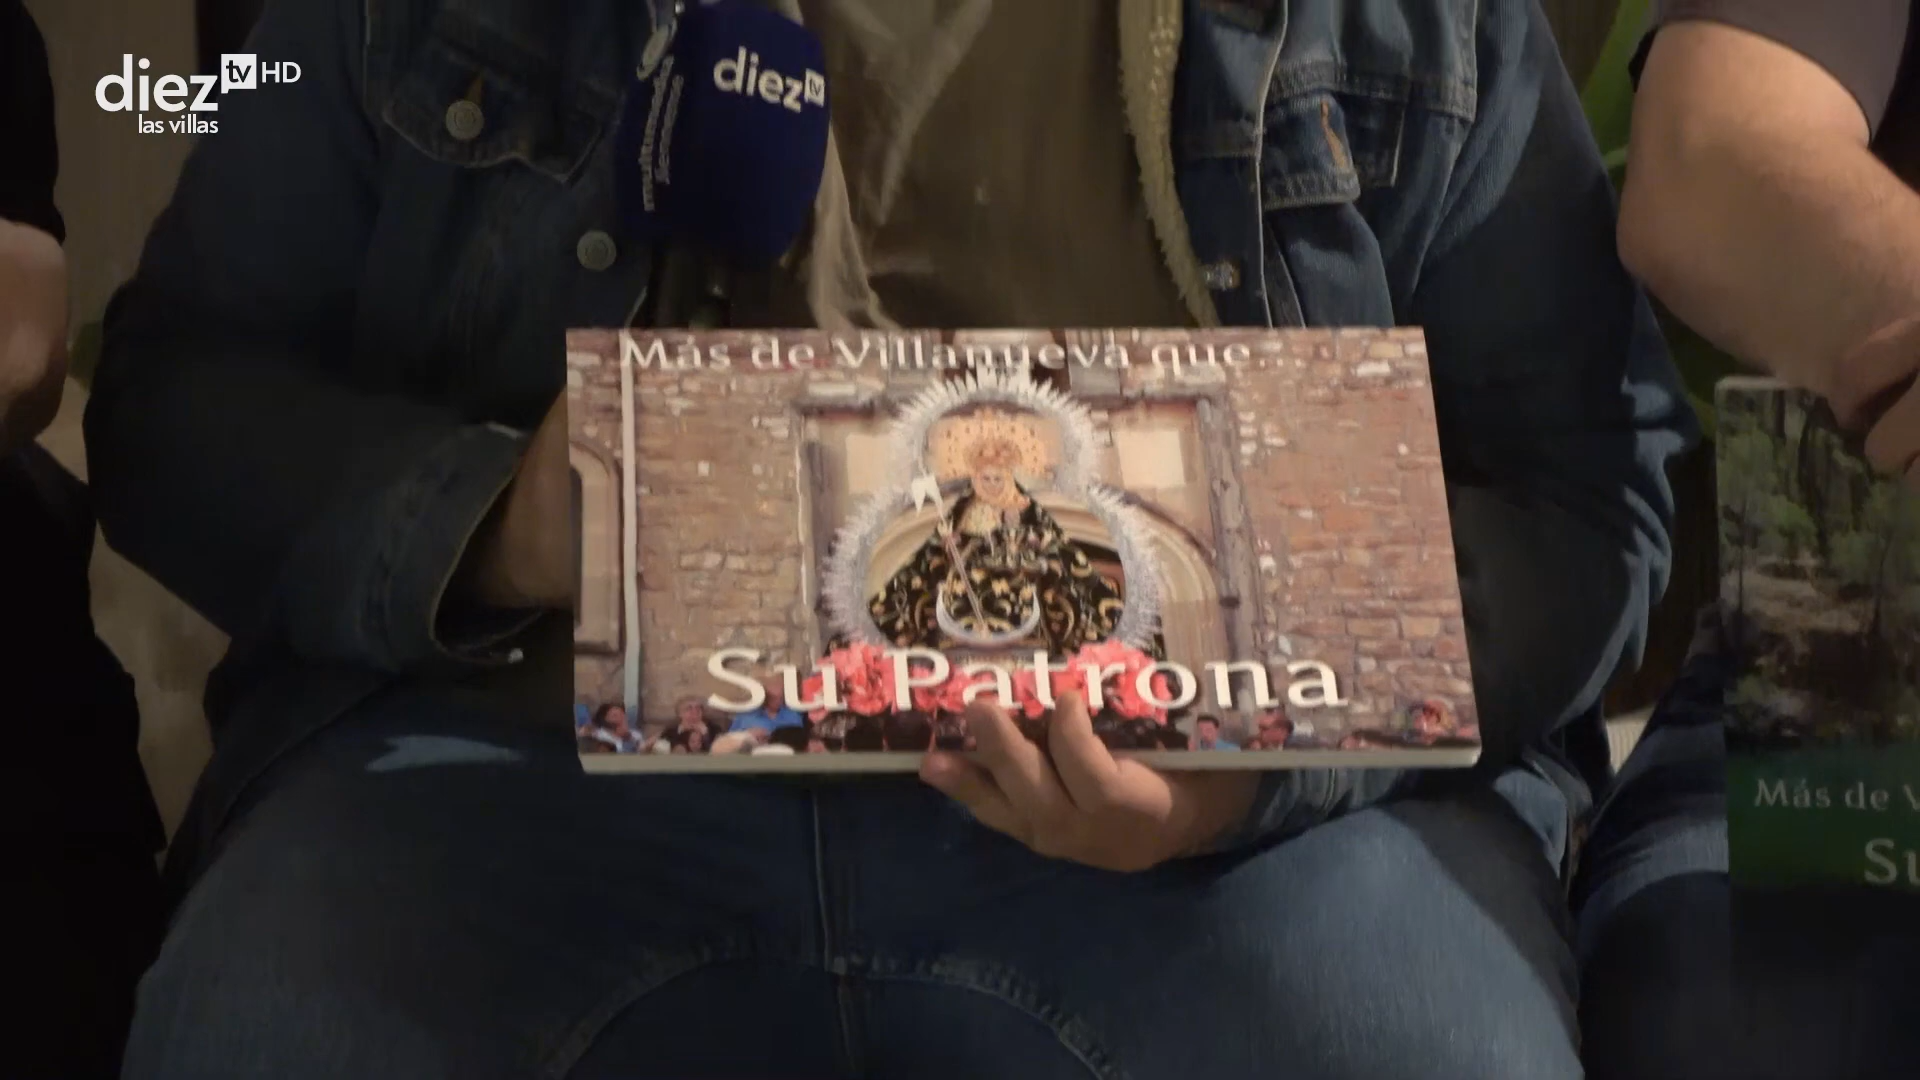 diez tv HD
las villas
diez tv
Más de Villanueva que...
Su Patrona
Más de V
Su